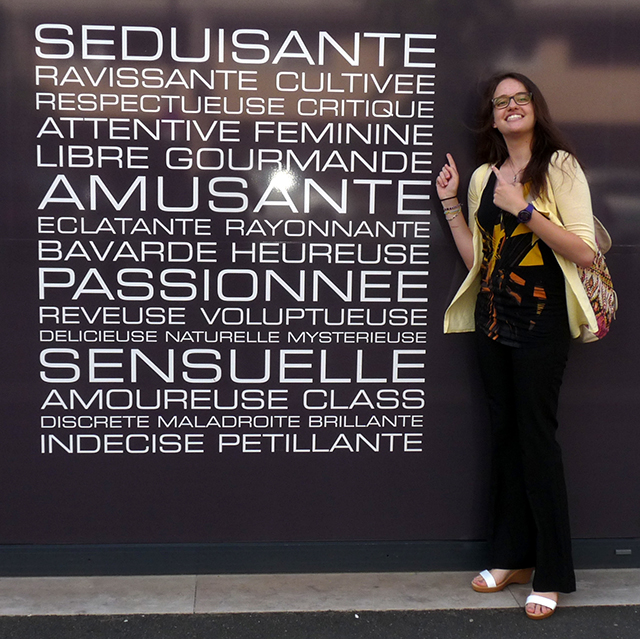 SEDUISANTE
RAVISSANTE CULTIVEE
RESPECTUEUSE CRITIQUE
ATTENTIVE FEMININE
LIBRE GOURMANDE
AMUSANTE
ECLATANTE RAYONNANTE
BAVARDE HEUREUSE
PASSIONNEE
REVEUSE VOLUPTUEUSE
DELICIEUSE NATURELLE MYSTERIEUSE
SENSUELLE
AMOUREUSE CLASS
DISCRETE MALADROITE BRILLANTE
INDECISE PETILLANTE